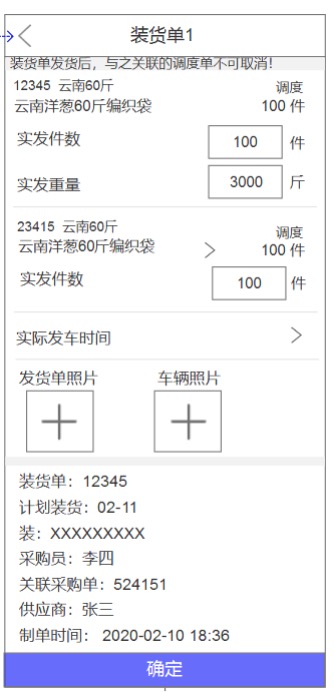 装货单1
装货单发货后，与之关联的调度单不可取消！
12345 云南60斤 调度
云南洋葱60斤编织袋 100 件
实发件数 100 件
实发重量 3000 斤
23415 云南60斤 调度
云南洋葱60斤编织袋 100 件
实发件数 100 件
实际发车时间
发货单照片 车辆照片
装货单：12345
计划装货：02-11
装：XXXXXXXXX
采购员：李四
关联采购单：524151
供应商：张三
制单时间： 2020-02-10 18:36
确定